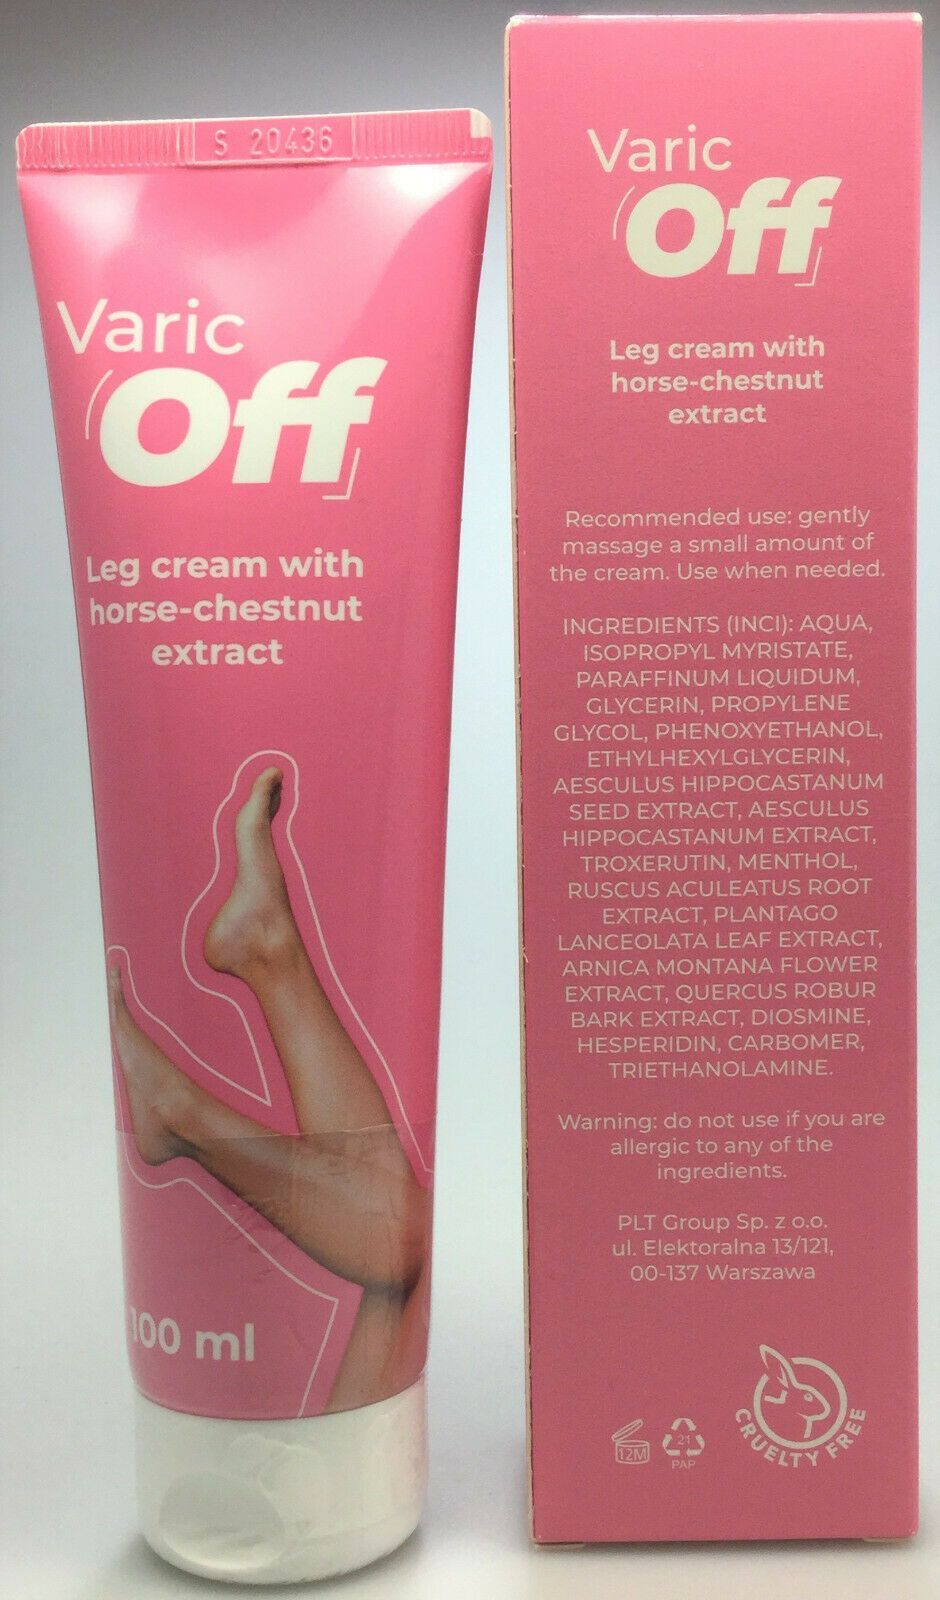 S 20436
Varic
Off
Leg cream with
horse-chestnut
extract
100 ml
Varic
Off
Leg cream with
horse-chestnut
extract
Recommended use: gently
massage a small amount of
the cream. Use when needed.
INGREDIENTS (INCI): AQUA,
ISOPROPYL MYRISTATE,
PARAFFINUM LIQUIDUM,
GLYCERIN, PROPYLENE
GLYCOL, PHENOXYETHANOL,
ETHYLHEXYLGLYCERIN,
AESCULUS HIPPOCASTANUM
SEED EXTRACT, AESCULUS
HIPPOCASTANUM EXTRACT,
TROXERUTIN, MENTHOL,
RUSCUS ACULEATUS ROOT
EXTRACT, PLANTAGO
LANCEOLATA LEAF EXTRACT,
ARNICA MONTANA FLOWER
EXTRACT, QUERCUS ROBUR
BARK EXTRACT, DIOSMINE,
HESPERIDIN, CARBOMER,
TRIETHANOLAMINE.
Warning: do not use if you are
allergic to any of the
ingredients.
PLT Group Sp. z o.o.
ul. Elektoralna 13/121,
00-137 Warszawa
12M
21
PAP
CRUELTY FREE